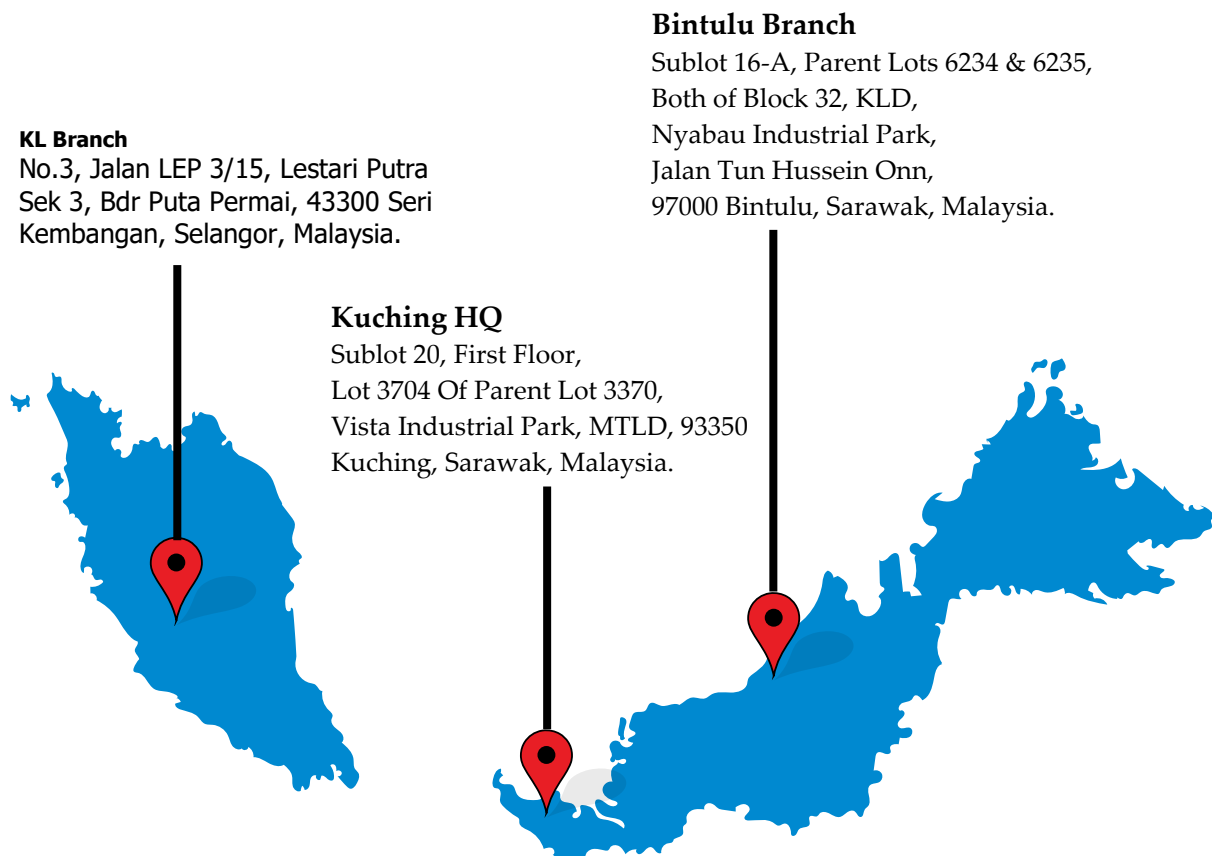 Bintulu Branch
Sublot 16-A, Parent Lots 6234 & 6235,
Both of Block 32, KLD,
Nyabau Industrial Park,
Jalan Tun Hussein Onn,
97000 Bintulu, Sarawak, Malaysia.
KL Branch
No.3, Jalan LEP 3/15, Lestari Putra
Sek 3, Bdr Puta Permai, 43300 Seri
Kembangan, Selangor, Malaysia.
Kuching HQ
Sublot 20, First Floor,
Lot 3704 Of Parent Lot 3370,
Vista Industrial Park, MTLD, 93350
Kuching, Sarawak, Malaysia.